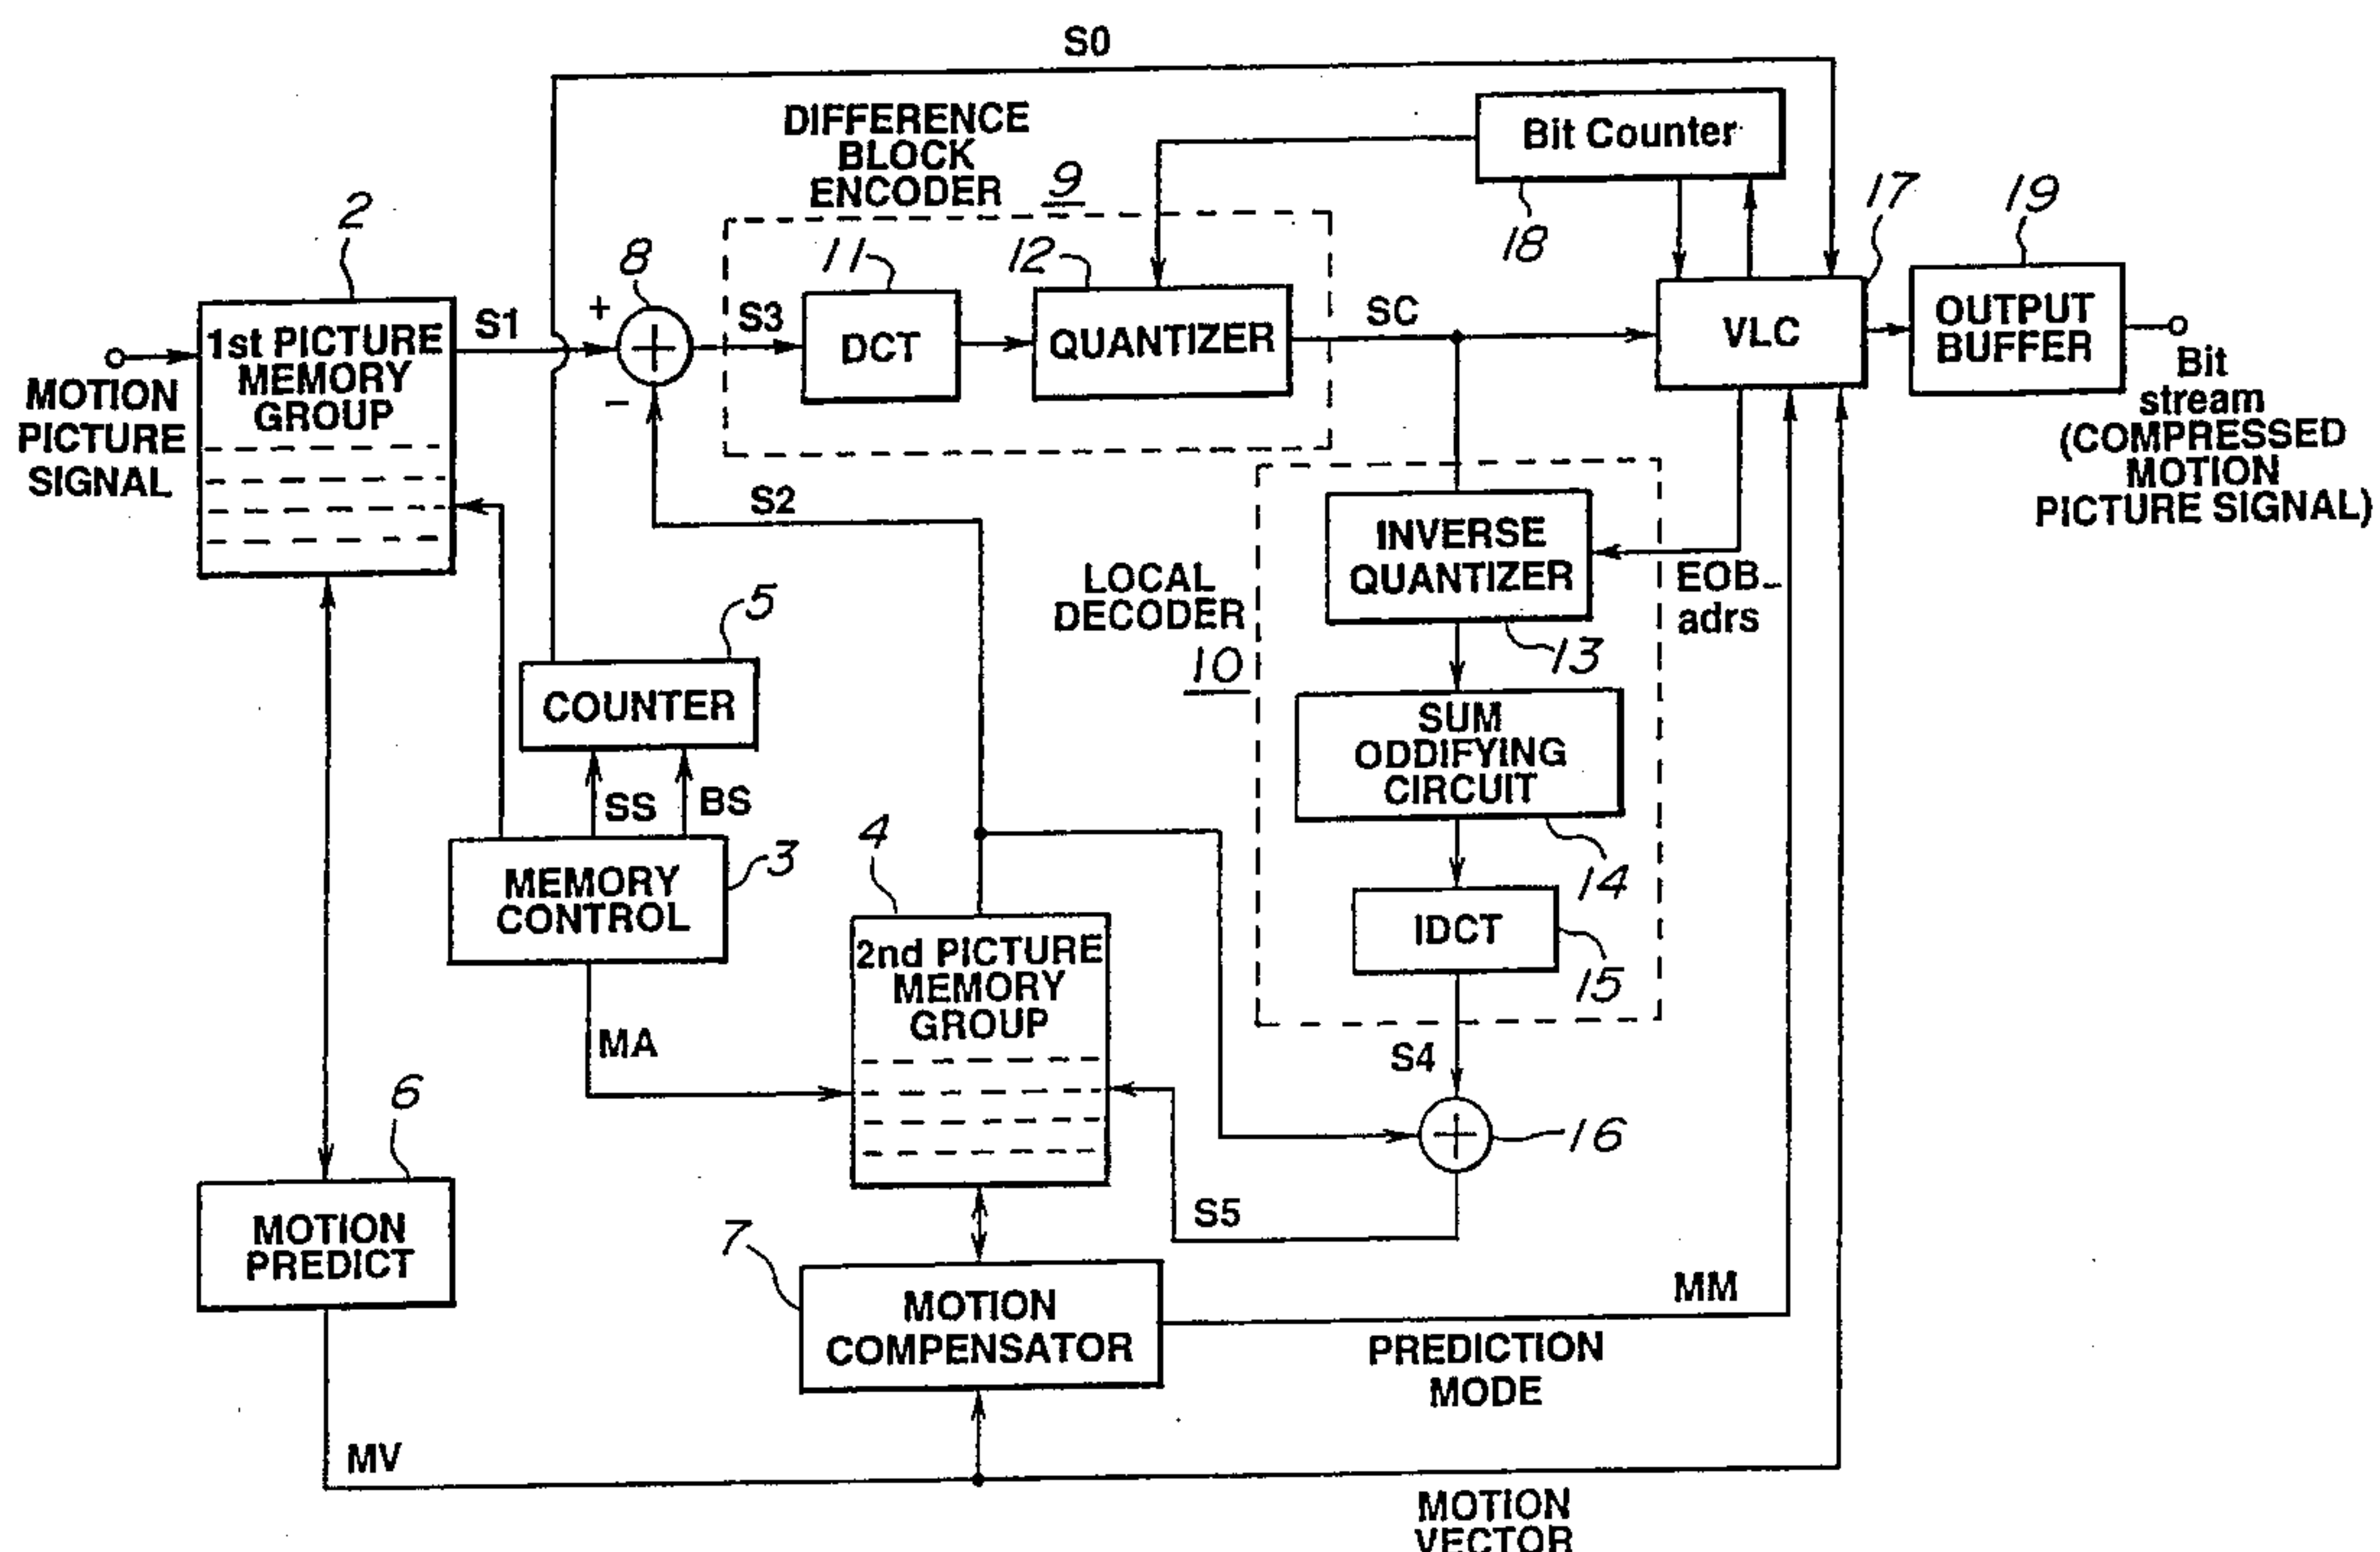 S0
DIFFERENCE
BLOCK
ENCODER 9
Bit Counter
18
17
19
2
8
11
12
1st PICTURE
MEMORY
GROUP
S1
+
−
S3
DCT
QUANTIZER
SC
VLC
OUTPUT
BUFFER
MOTION
PICTURE
SIGNAL
Bit
stream
(COMPRESSED
MOTION
PICTURE SIGNAL)
S2
LOCAL
DECODER
10
INVERSE
QUANTIZER
13
EOB-
adrs
5
COUNTER
SS
BS
SUM
ODDIFYING
CIRCUIT
14
MEMORY
CONTROL
3
4
2nd PICTURE
MEMORY
GROUP
IDCT
15
MA
S4
16
6
MOTION
PREDICT
S5
7
MOTION
COMPENSATOR
MM
PREDICTION
MODE
MV
MOTION
VECTOR